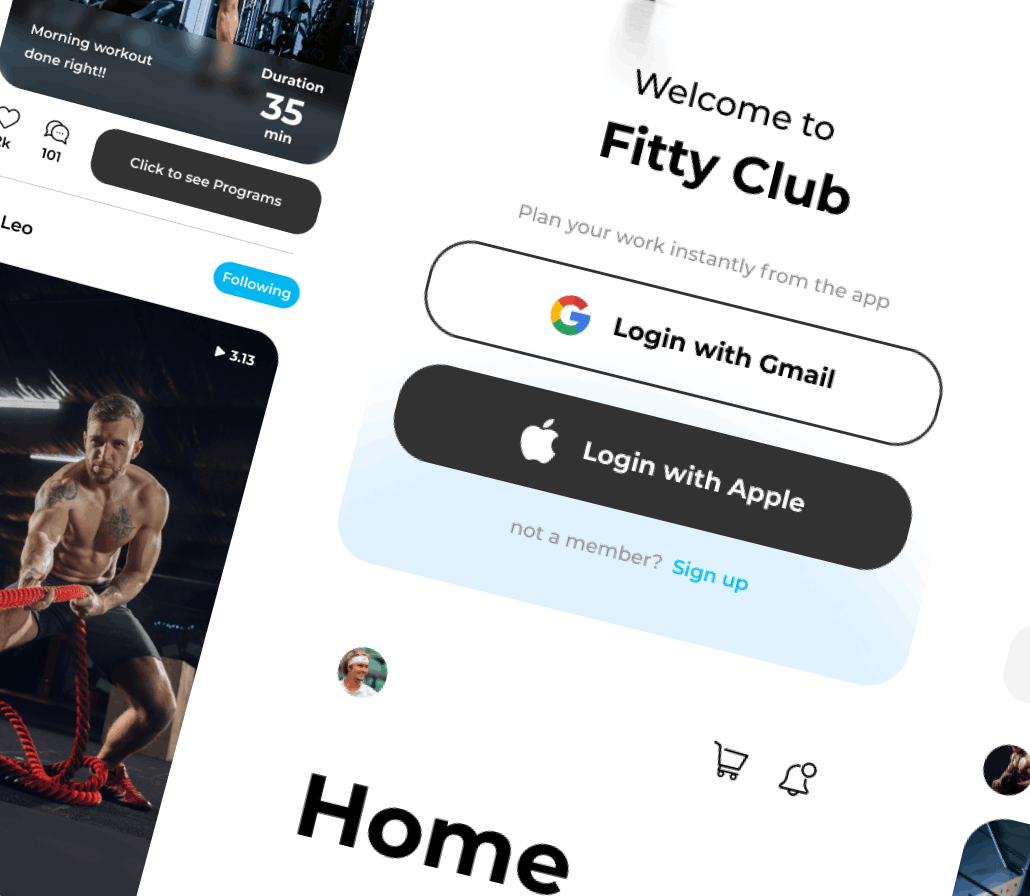 Morning workout
done right!!
Duration
35
min
101
Click to see Programs
Leo
Following
3.13
Welcome to
Fitty Club
Plan your work instantly from the app
Login with Gmail
Login with Apple
not a member? Sign up
Home